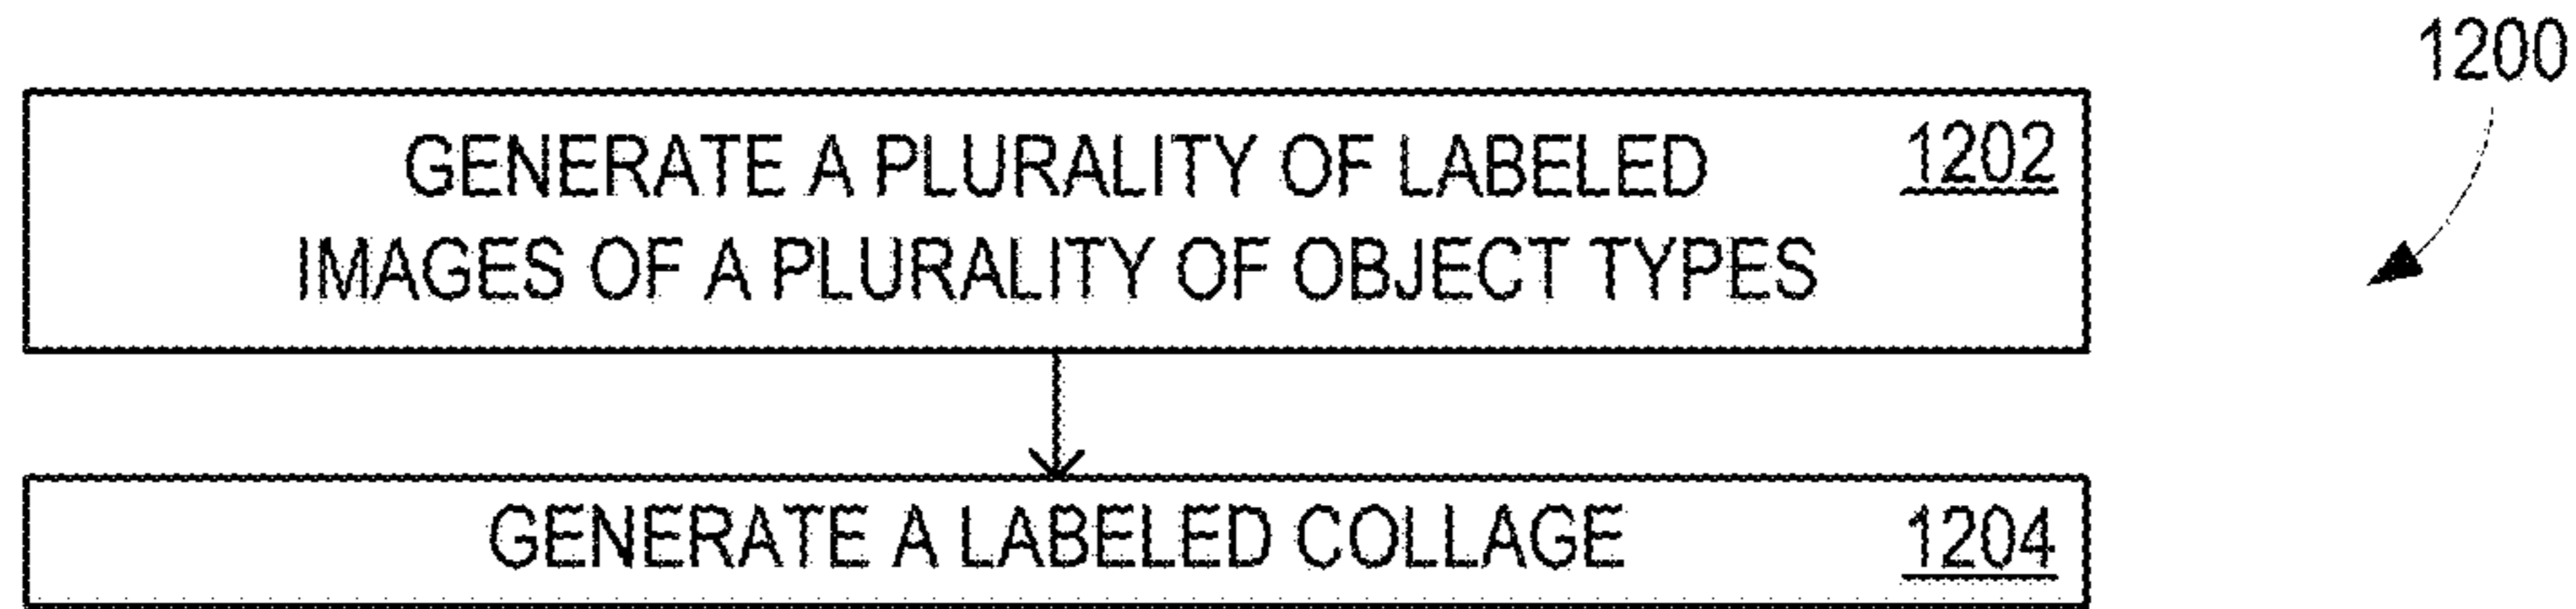 1200
GENERATE A PLURALITY OF LABELED 1202
IMAGES OF A PLURALITY OF OBJECT TYPES
GENERATE A LABELED COLLAGE 1204